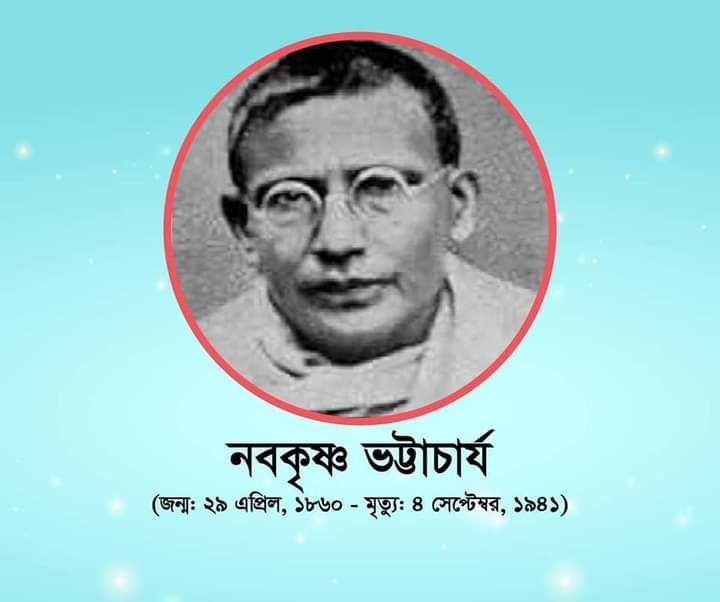 নবকৃষ্ণ ভট্টাচার্য
(জন্ম: ২৯ এপ্রিল, ১৮৬০ - মৃত্যু: ৪ সেপ্টেম্বর, ১৯৪১)